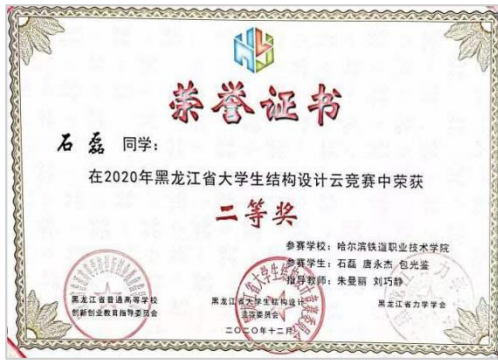 荣誉证书
石磊 同学：
在2020年黑龙江省大学生结构设计云竞赛中荣获
二等奖
参赛学校：哈尔滨铁道职业技术学院
参赛学生：石磊 唐永杰 包光鉴
指导教师：朱曼丽 刘巧静
黑龙江省普通高等学校
创新创业教育指导委员会
黑龙江省大学生结构设计
竞赛委员会
黑龙江省力学学会
二〇二〇年十二月